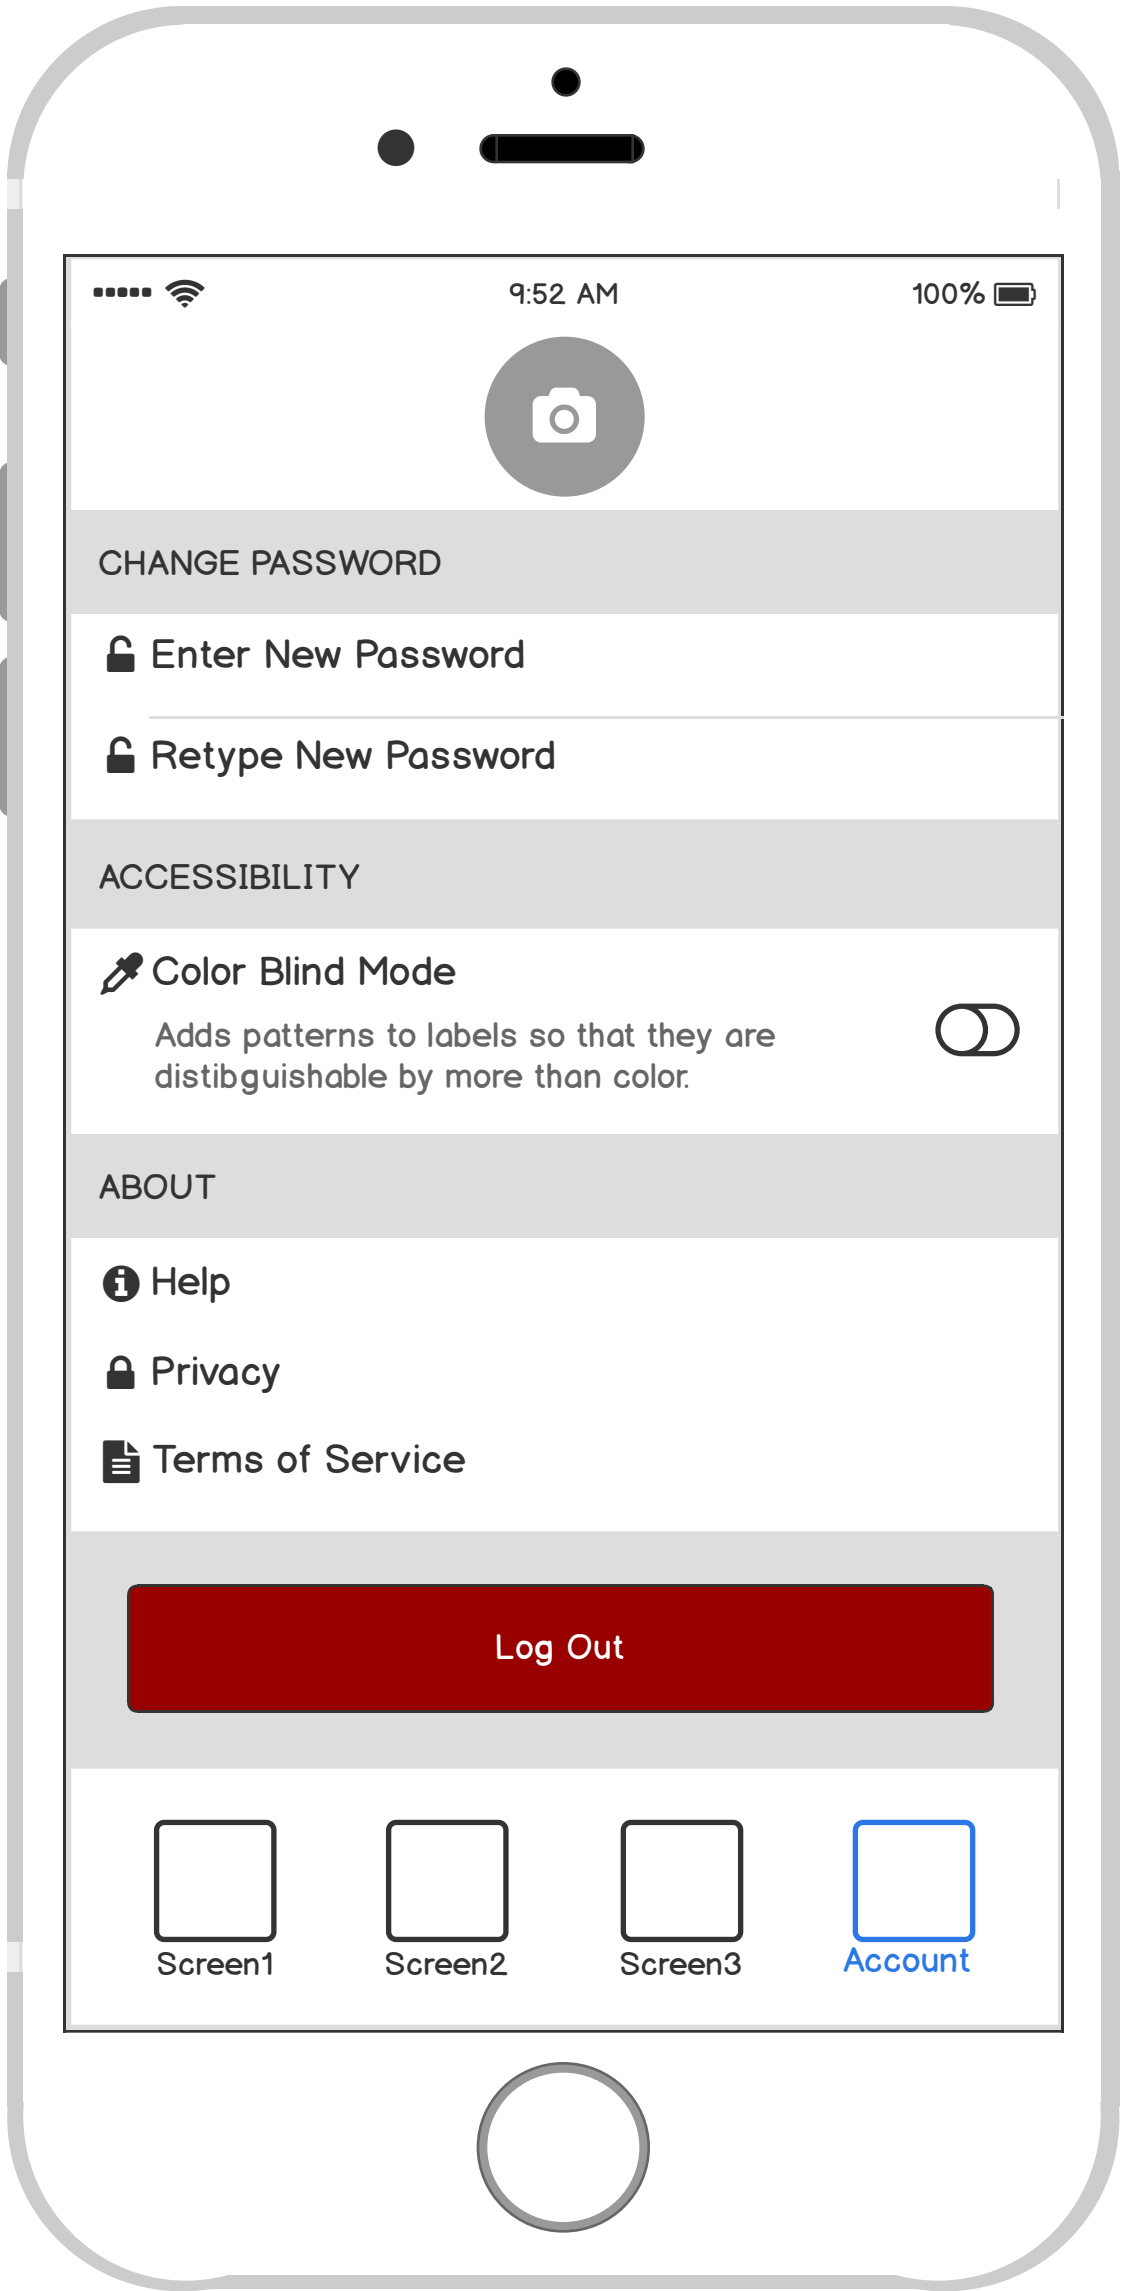 9:52 AM 100%
CHANGE PASSWORD
Enter New Password
Retype New Password
ACCESSIBILITY
Color Blind Mode
Adds patterns to labels so that they are
distibguishable by more than color.
ABOUT
Help
Privacy
Terms of Service
Log Out
Screen1 Screen2 Screen3 Account